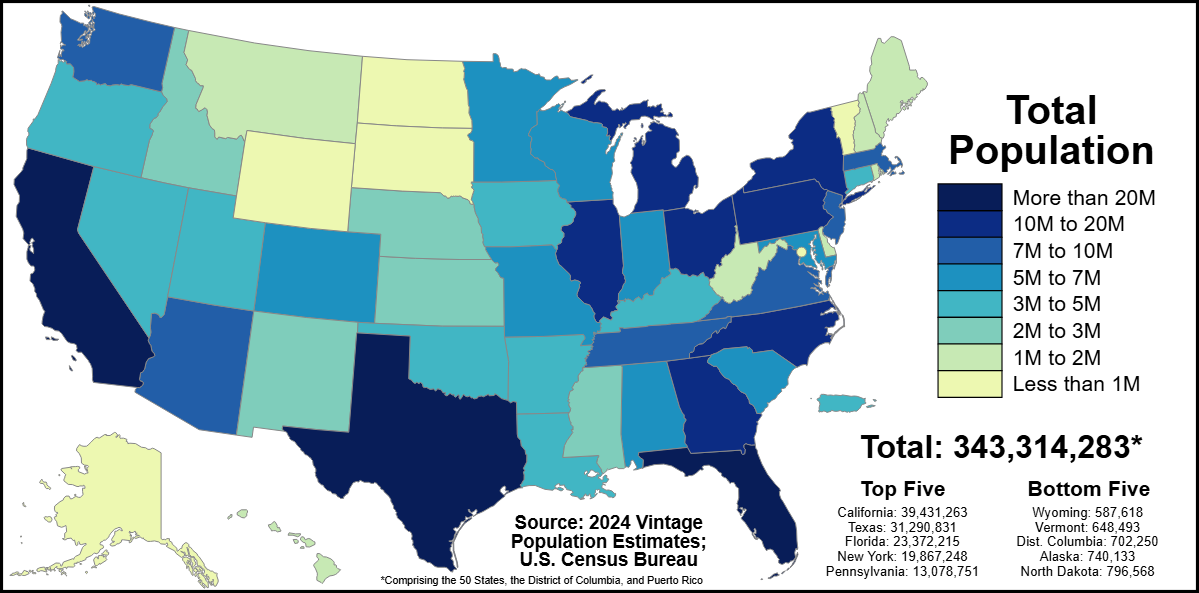 Total
Population
More than 20M
10M to 20M
7M to 10M
5M to 7M
3M to 5M
2M to 3M
1M to 2M
Less than 1M
Total: 343,314,283*
Top Five
California: 39,431,263
Texas: 31,290,831
Florida: 23,372,215
New York: 19,867,248
Pennsylvania: 13,078,751
Bottom Five
Wyoming: 587,618
Vermont: 648,493
Dist. Columbia: 702,250
Alaska: 740,133
North Dakota: 796,568
Source: 2024 Vintage
Population Estimates;
U.S. Census Bureau
*Comprising the 50 States, the District of Columbia, and Puerto Rico